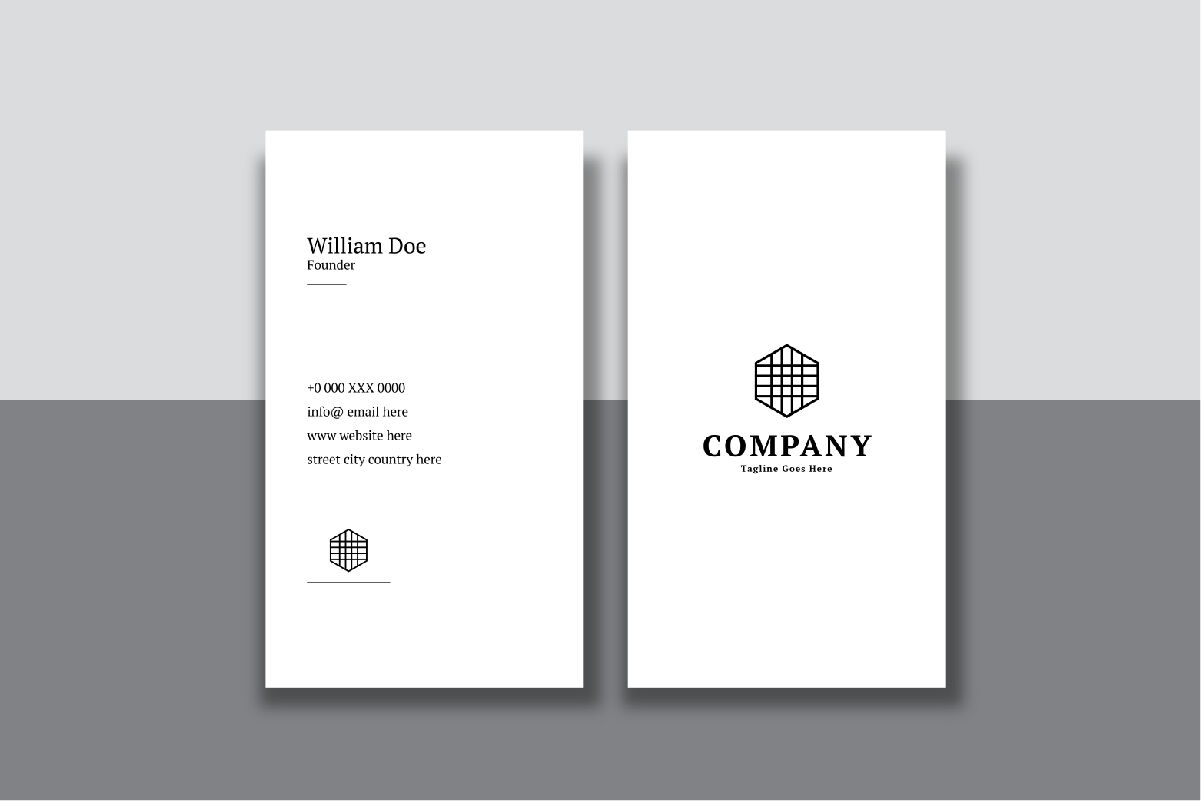 William Doe
Founder
+0 000 XXX 0000
info@ email here
www website here
street city country here
COMPANY
Tagline Goes Here